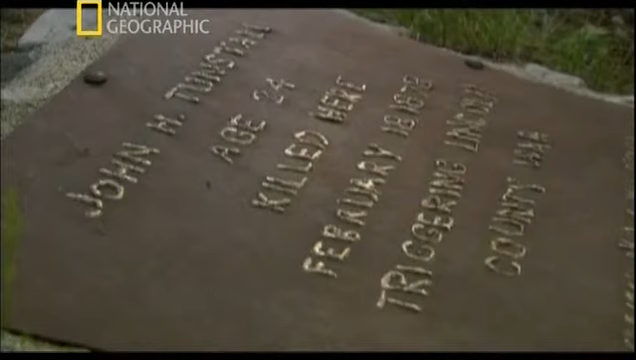 NATIONAL
GEOGRAPHIC
JOHN H. TUNSTALL
AGE 24
KILLED HERE
FEBRUARY 18 1878
TRIGGERING LINCOLN
COUNTY WAR